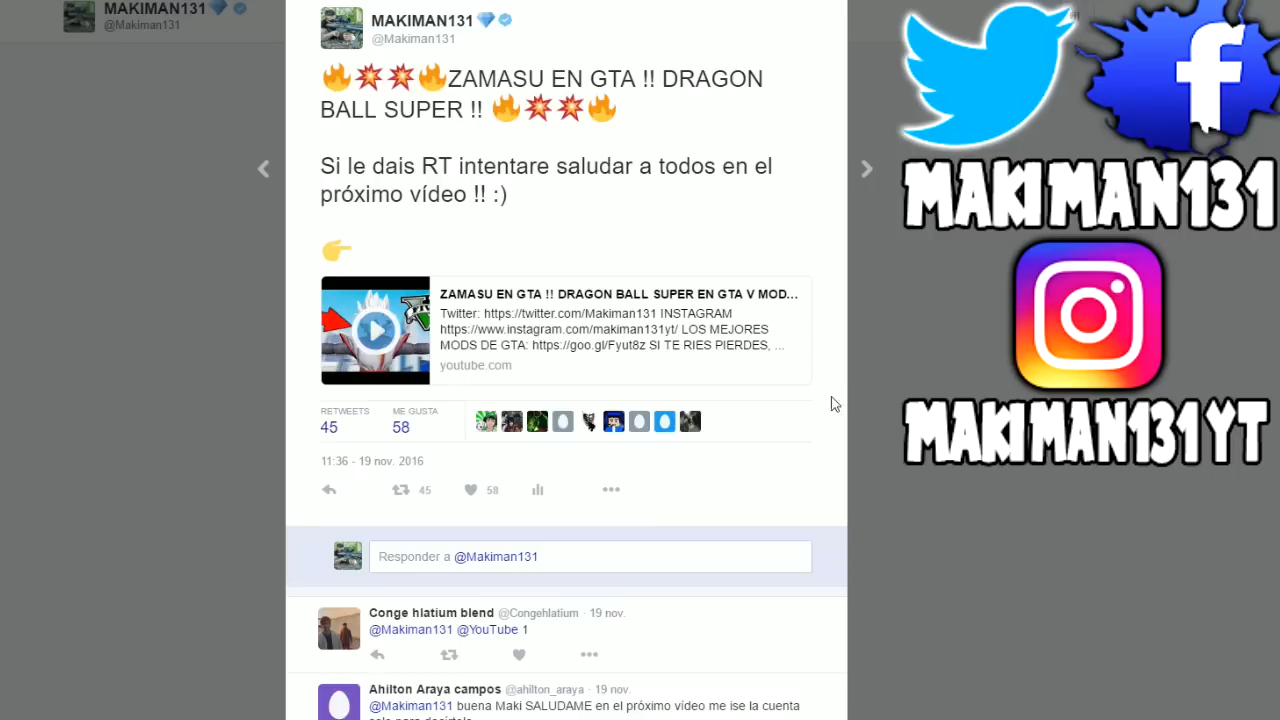 MAKIMAN131
@Makiman131
MAKIMAN131
@Makiman131
🔥💥💥🔥ZAMASU EN GTA !! DRAGON
BALL SUPER !! 🔥💥💥🔥
Si le dais RT intentare saludar a todos en el
próximo vídeo !! :)
👉
ZAMASU EN GTA !! DRAGON BALL SUPER EN GTA V MOD...
Twitter: https://twitter.com/Makiman131 INSTAGRAM
https://www.instagram.com/makiman131yt/ LOS MEJORES
MODS DE GTA: https://goo.gl/Fyut8z SI TE RIES PIERDES, ...
youtube.com
RETWEETS
ME GUSTA
45
58
11:36 - 19 nov. 2016
45
58
Responder a @Makiman131
Conge hlatium blend @Congehlatium · 19 nov.
@Makiman131 @YouTube 1
Ahilton Araya campos @ahilton_araya · 19 nov.
@Makiman131 buena Maki SALUDAME en el próximo vídeo me ise la cuenta
MAKIMAN131
MAKIMAN131YT